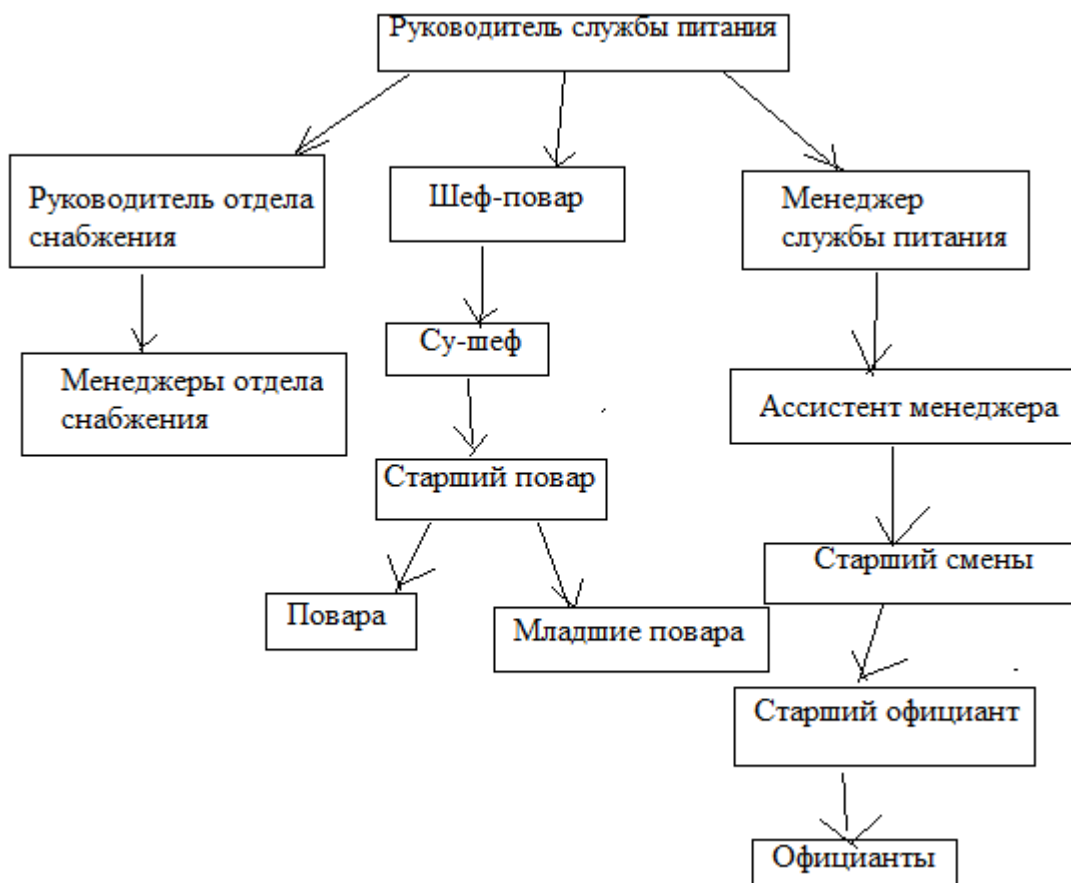 Руководитель службы питания
Руководитель отдела
снабжения
Шеф-повар
Менеджер
службы питания
Су-шеф
Менеджеры отдела
снабжения
Ассистент менеджера
Старший повар
Старший смены
Повара
Младшие повара
Старший официант
Официанты